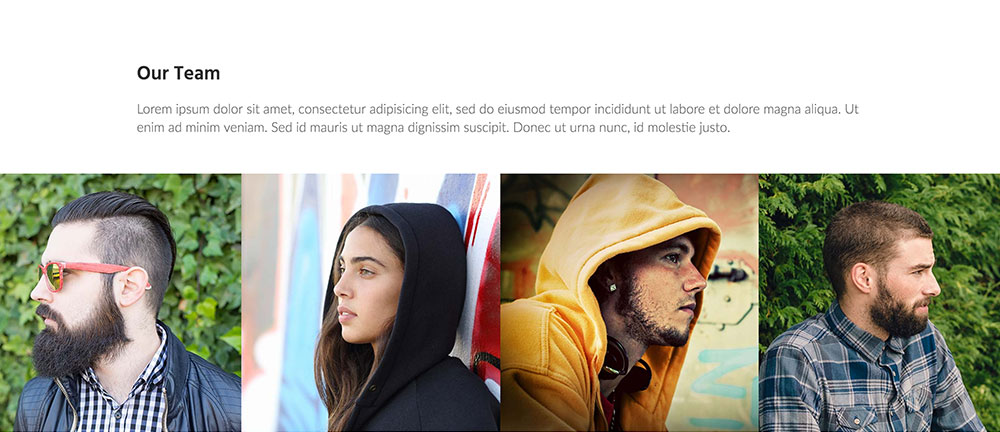 Our Team
Lorem ipsum dolor sit amet, consectetur adipisicing elit, sed do eiusmod tempor incididunt ut labore et dolore magna aliqua. Ut
enim ad minim veniam. Sed id mauris ut magna dignissim suscipit. Donec ut urna nunc, id molestie justo.